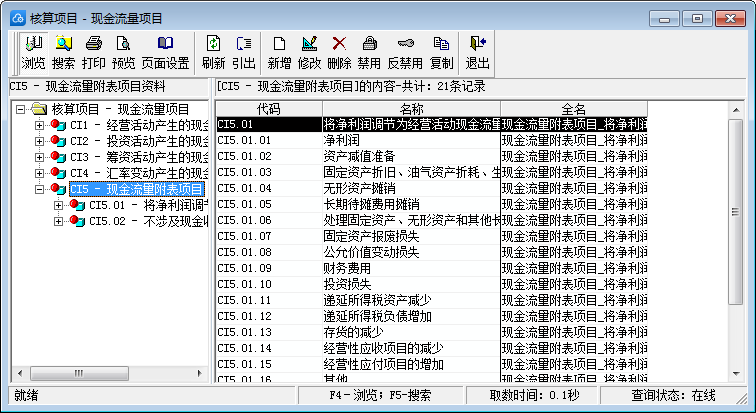 核算项目 - 现金流量项目
浏览 搜索 打印 预览 页面设置 刷新 引出 新增 修改 删除 禁用 反禁用 复制 退出
CI5 - 现金流量附表项目资料
[CI5 - 现金流量附表项目]的内容-共计: 21条记录
核算项目 - 现金流量项目
CI1 - 经营活动产生的现金
CI2 - 投资活动产生的现金
CI3 - 筹资活动产生的现金
CI4 - 汇率变动产生的现金
CI5 - 现金流量附表项目
CI5.01 - 将净利润调节
CI5.02 - 不涉及现金收
代码 名称 全名
CI5.01 将净利润调节为经营活动现金流量 现金流量附表项目_将净利润
CI5.01.01 净利润 现金流量附表项目_将净利润
CI5.01.02 资产减值准备 现金流量附表项目_将净利润
CI5.01.03 固定资产折旧、油气资产折耗、生 现金流量附表项目_将净利润
CI5.01.04 无形资产摊销 现金流量附表项目_将净利润
CI5.01.05 长期待摊费用摊销 现金流量附表项目_将净利润
CI5.01.06 处理固定资产、无形资产和其他长 现金流量附表项目_将净利润
CI5.01.07 固定资产报废损失 现金流量附表项目_将净利润
CI5.01.08 公允价值变动损失 现金流量附表项目_将净利润
CI5.01.09 财务费用 现金流量附表项目_将净利润
CI5.01.10 投资损失 现金流量附表项目_将净利润
CI5.01.11 递延所得税资产减少 现金流量附表项目_将净利润
CI5.01.12 递延所得税负债增加 现金流量附表项目_将净利润
CI5.01.13 存货的减少 现金流量附表项目_将净利润
CI5.01.14 经营性应收项目的减少 现金流量附表项目_将净利润
CI5.01.15 经营性应付项目的增加 现金流量附表项目_将净利润
CI5.01.16 其他 现金流量附表项目_将净利润
就绪 F4－浏览; F5-搜索 取数时间: 0.1秒 查询状态: 在线